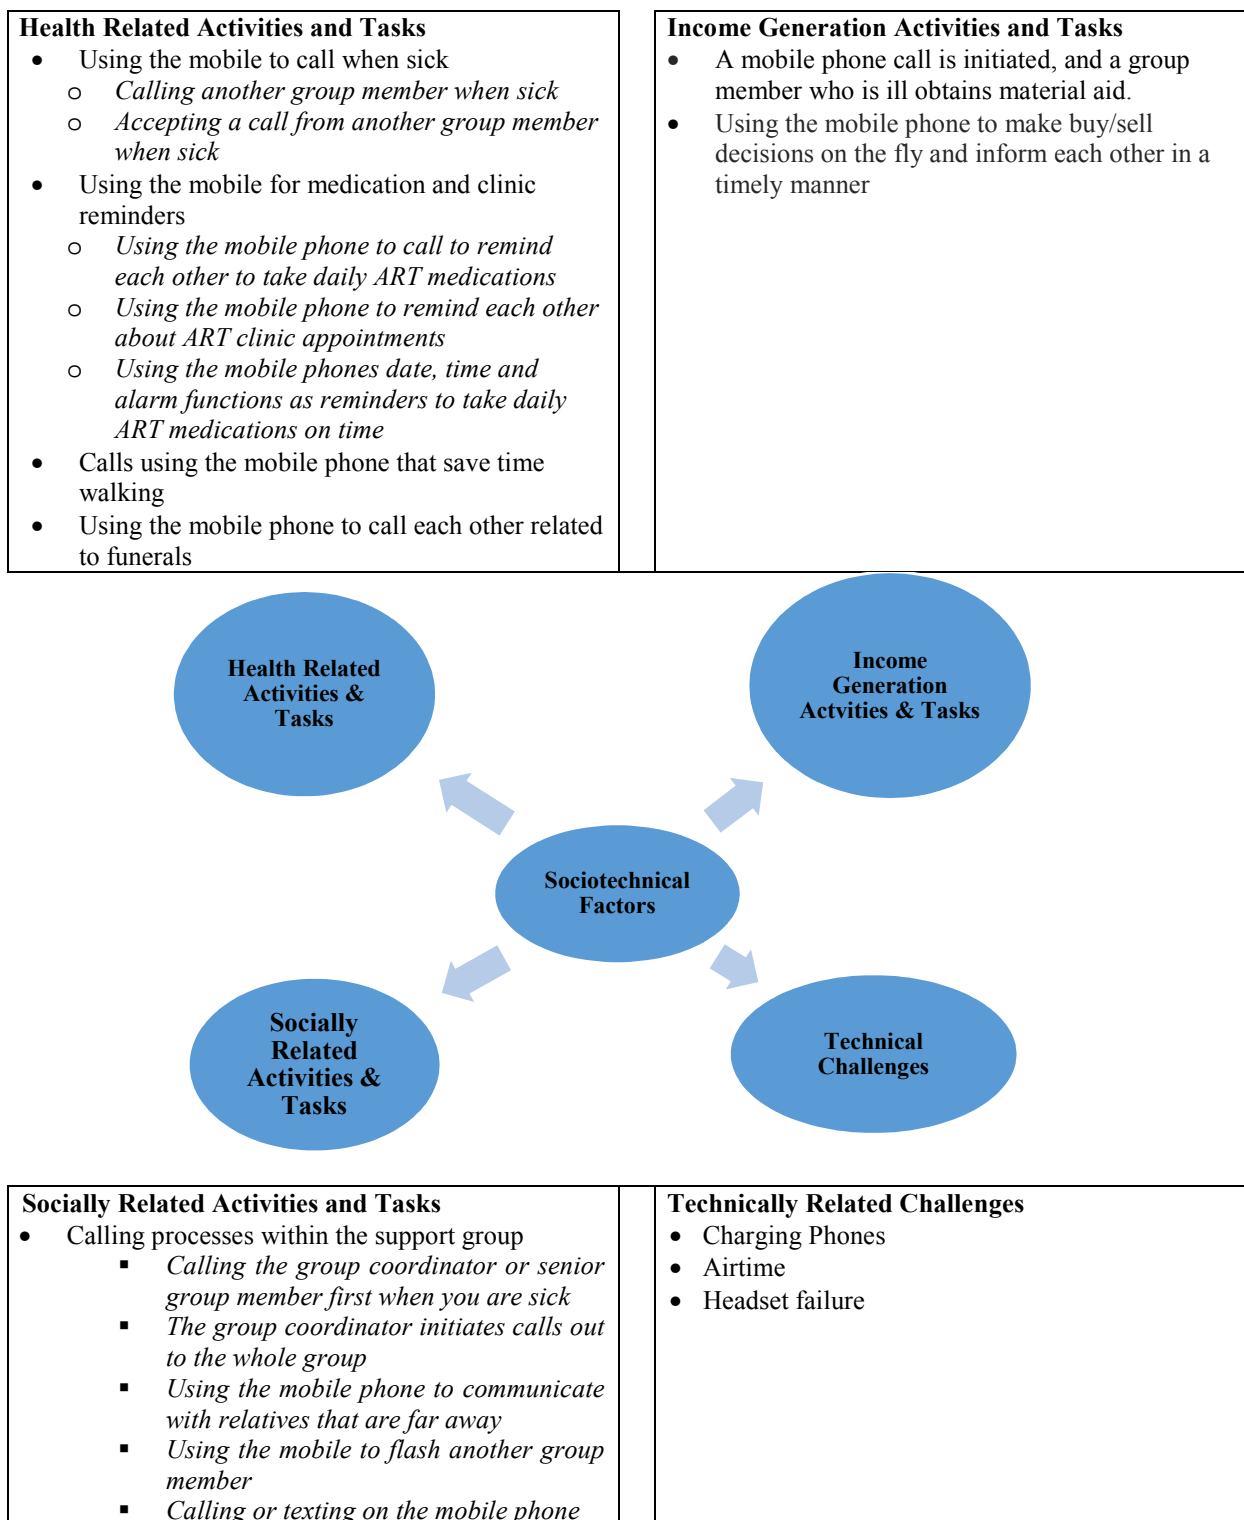 Health Related Activities and Tasks
• Using the mobile to call when sick
o Calling another group member when sick
o Accepting a call from another group member
when sick
• Using the mobile for medication and clinic
reminders
o Using the mobile phone to call to remind
each other to take daily ART medications
o Using the mobile phone to remind each other
about ART clinic appointments
o Using the mobile phones date, time and
alarm functions as reminders to take daily
ART medications on time
• Calls using the mobile phone that save time
walking
• Using the mobile phone to call each other related
to funerals
Income Generation Activities and Tasks
• A mobile phone call is initiated, and a group
member who is ill obtains material aid.
• Using the mobile phone to make buy/sell
decisions on the fly and inform each other in a
timely manner
Health Related
Activities &
Tasks
Income
Generation
Actvities & Tasks
Sociotechnical
Factors
Socially
Related
Activities &
Tasks
Technical
Challenges
Socially Related Activities and Tasks
• Calling processes within the support group
▪ Calling the group coordinator or senior
group member first when you are sick
▪ The group coordinator initiates calls out
to the whole group
▪ Using the mobile phone to communicate
with relatives that are far away
▪ Using the mobile to flash another group
member
▪ Calling or texting on the mobile phone
Technically Related Challenges
• Charging Phones
• Airtime
• Headset failure